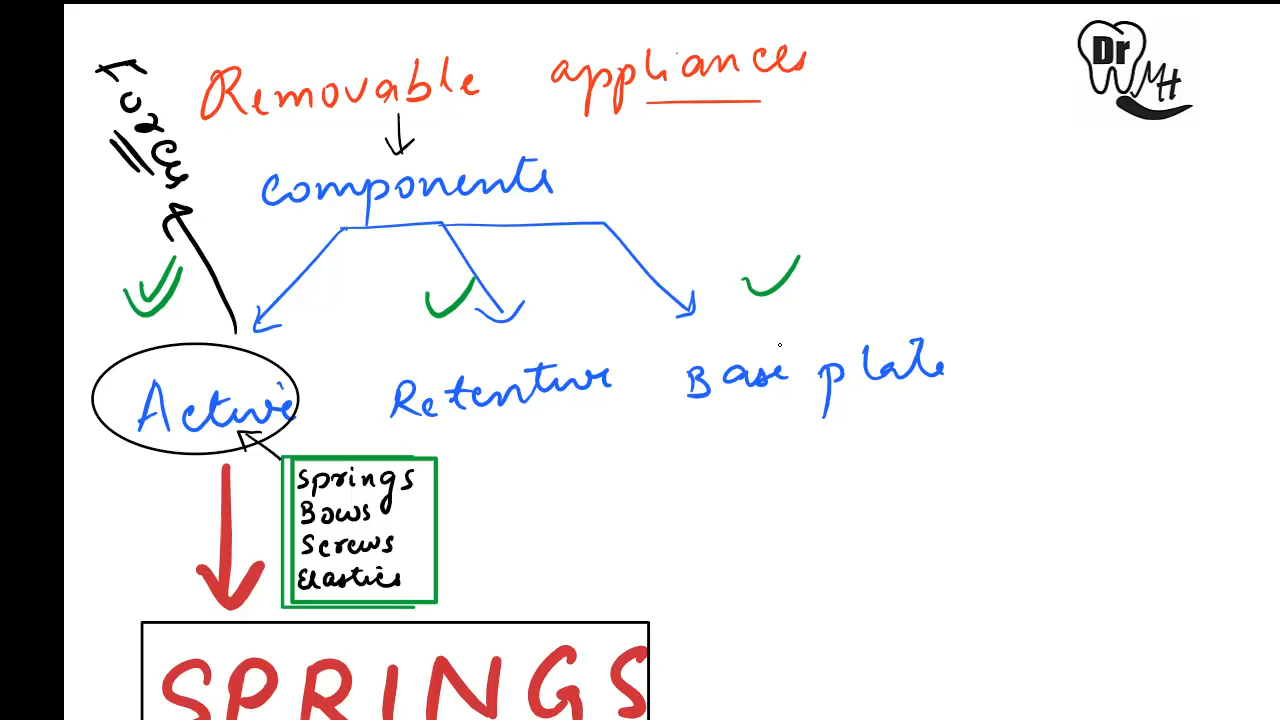 Removable appliances
Dr
MH
Forces
Components
Active
Retentive
Base plate
Springs
Bows
Screws
Elastics
SPRINGS